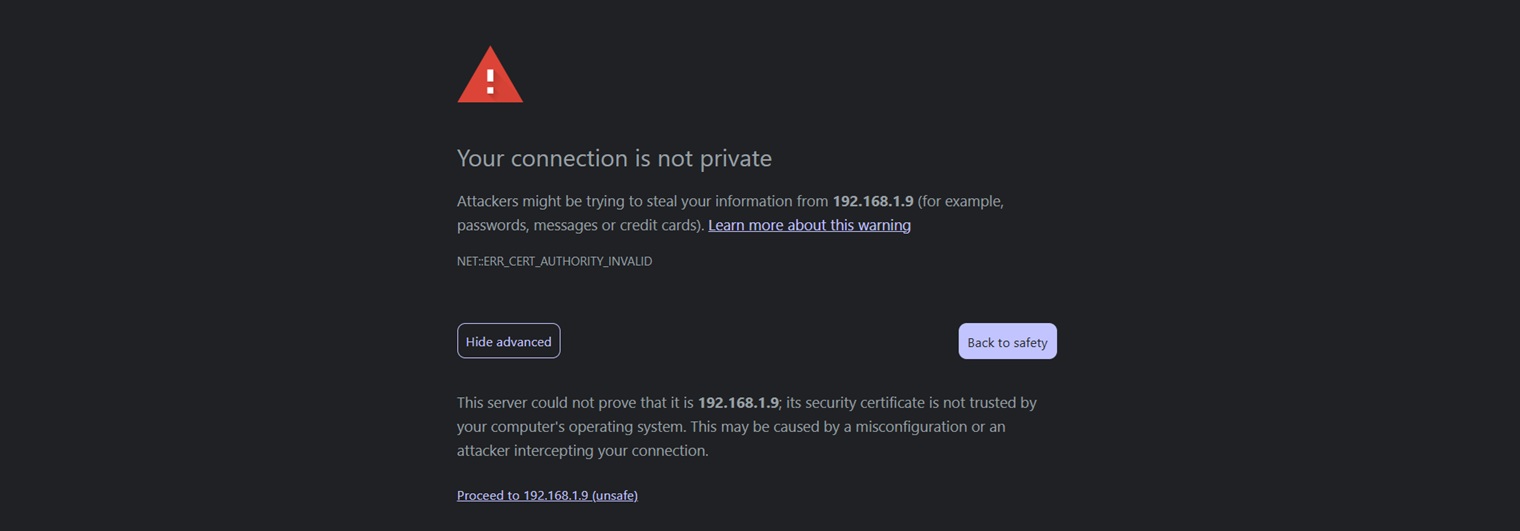 Your connection is not private
Attackers might be trying to steal your information from 192.168.1.9 (for example,
passwords, messages or credit cards). Learn more about this warning
NET::ERR_CERT_AUTHORITY_INVALID
Hide advanced
Back to safety
This server could not prove that it is 192.168.1.9; its security certificate is not trusted by
your computer's operating system. This may be caused by a misconfiguration or an
attacker intercepting your connection.
Proceed to 192.168.1.9 (unsafe)